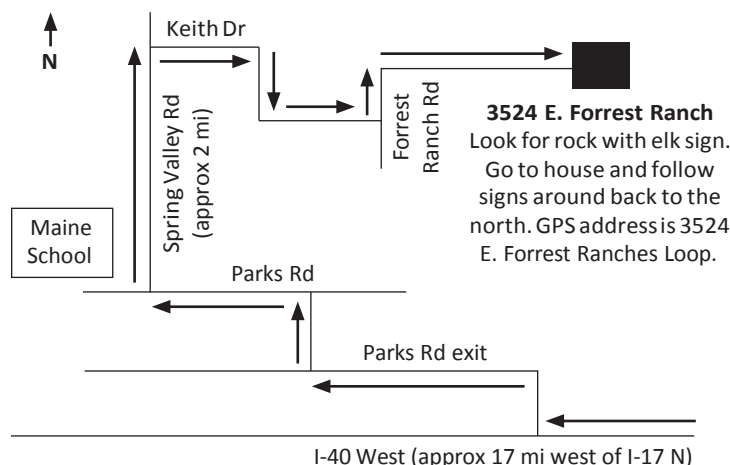 Keith Dr
N
Spring Valley Rd
(approx 2 mi)
Forrest
Ranch Rd
3524 E. Forrest Ranch
Look for rock with elk sign.
Go to house and follow
signs around back to the
north. GPS address is 3524
E. Forrest Ranches Loop.
Maine
School
Parks Rd
Parks Rd exit
I-40 West (approx 17 mi west of I-17 N)